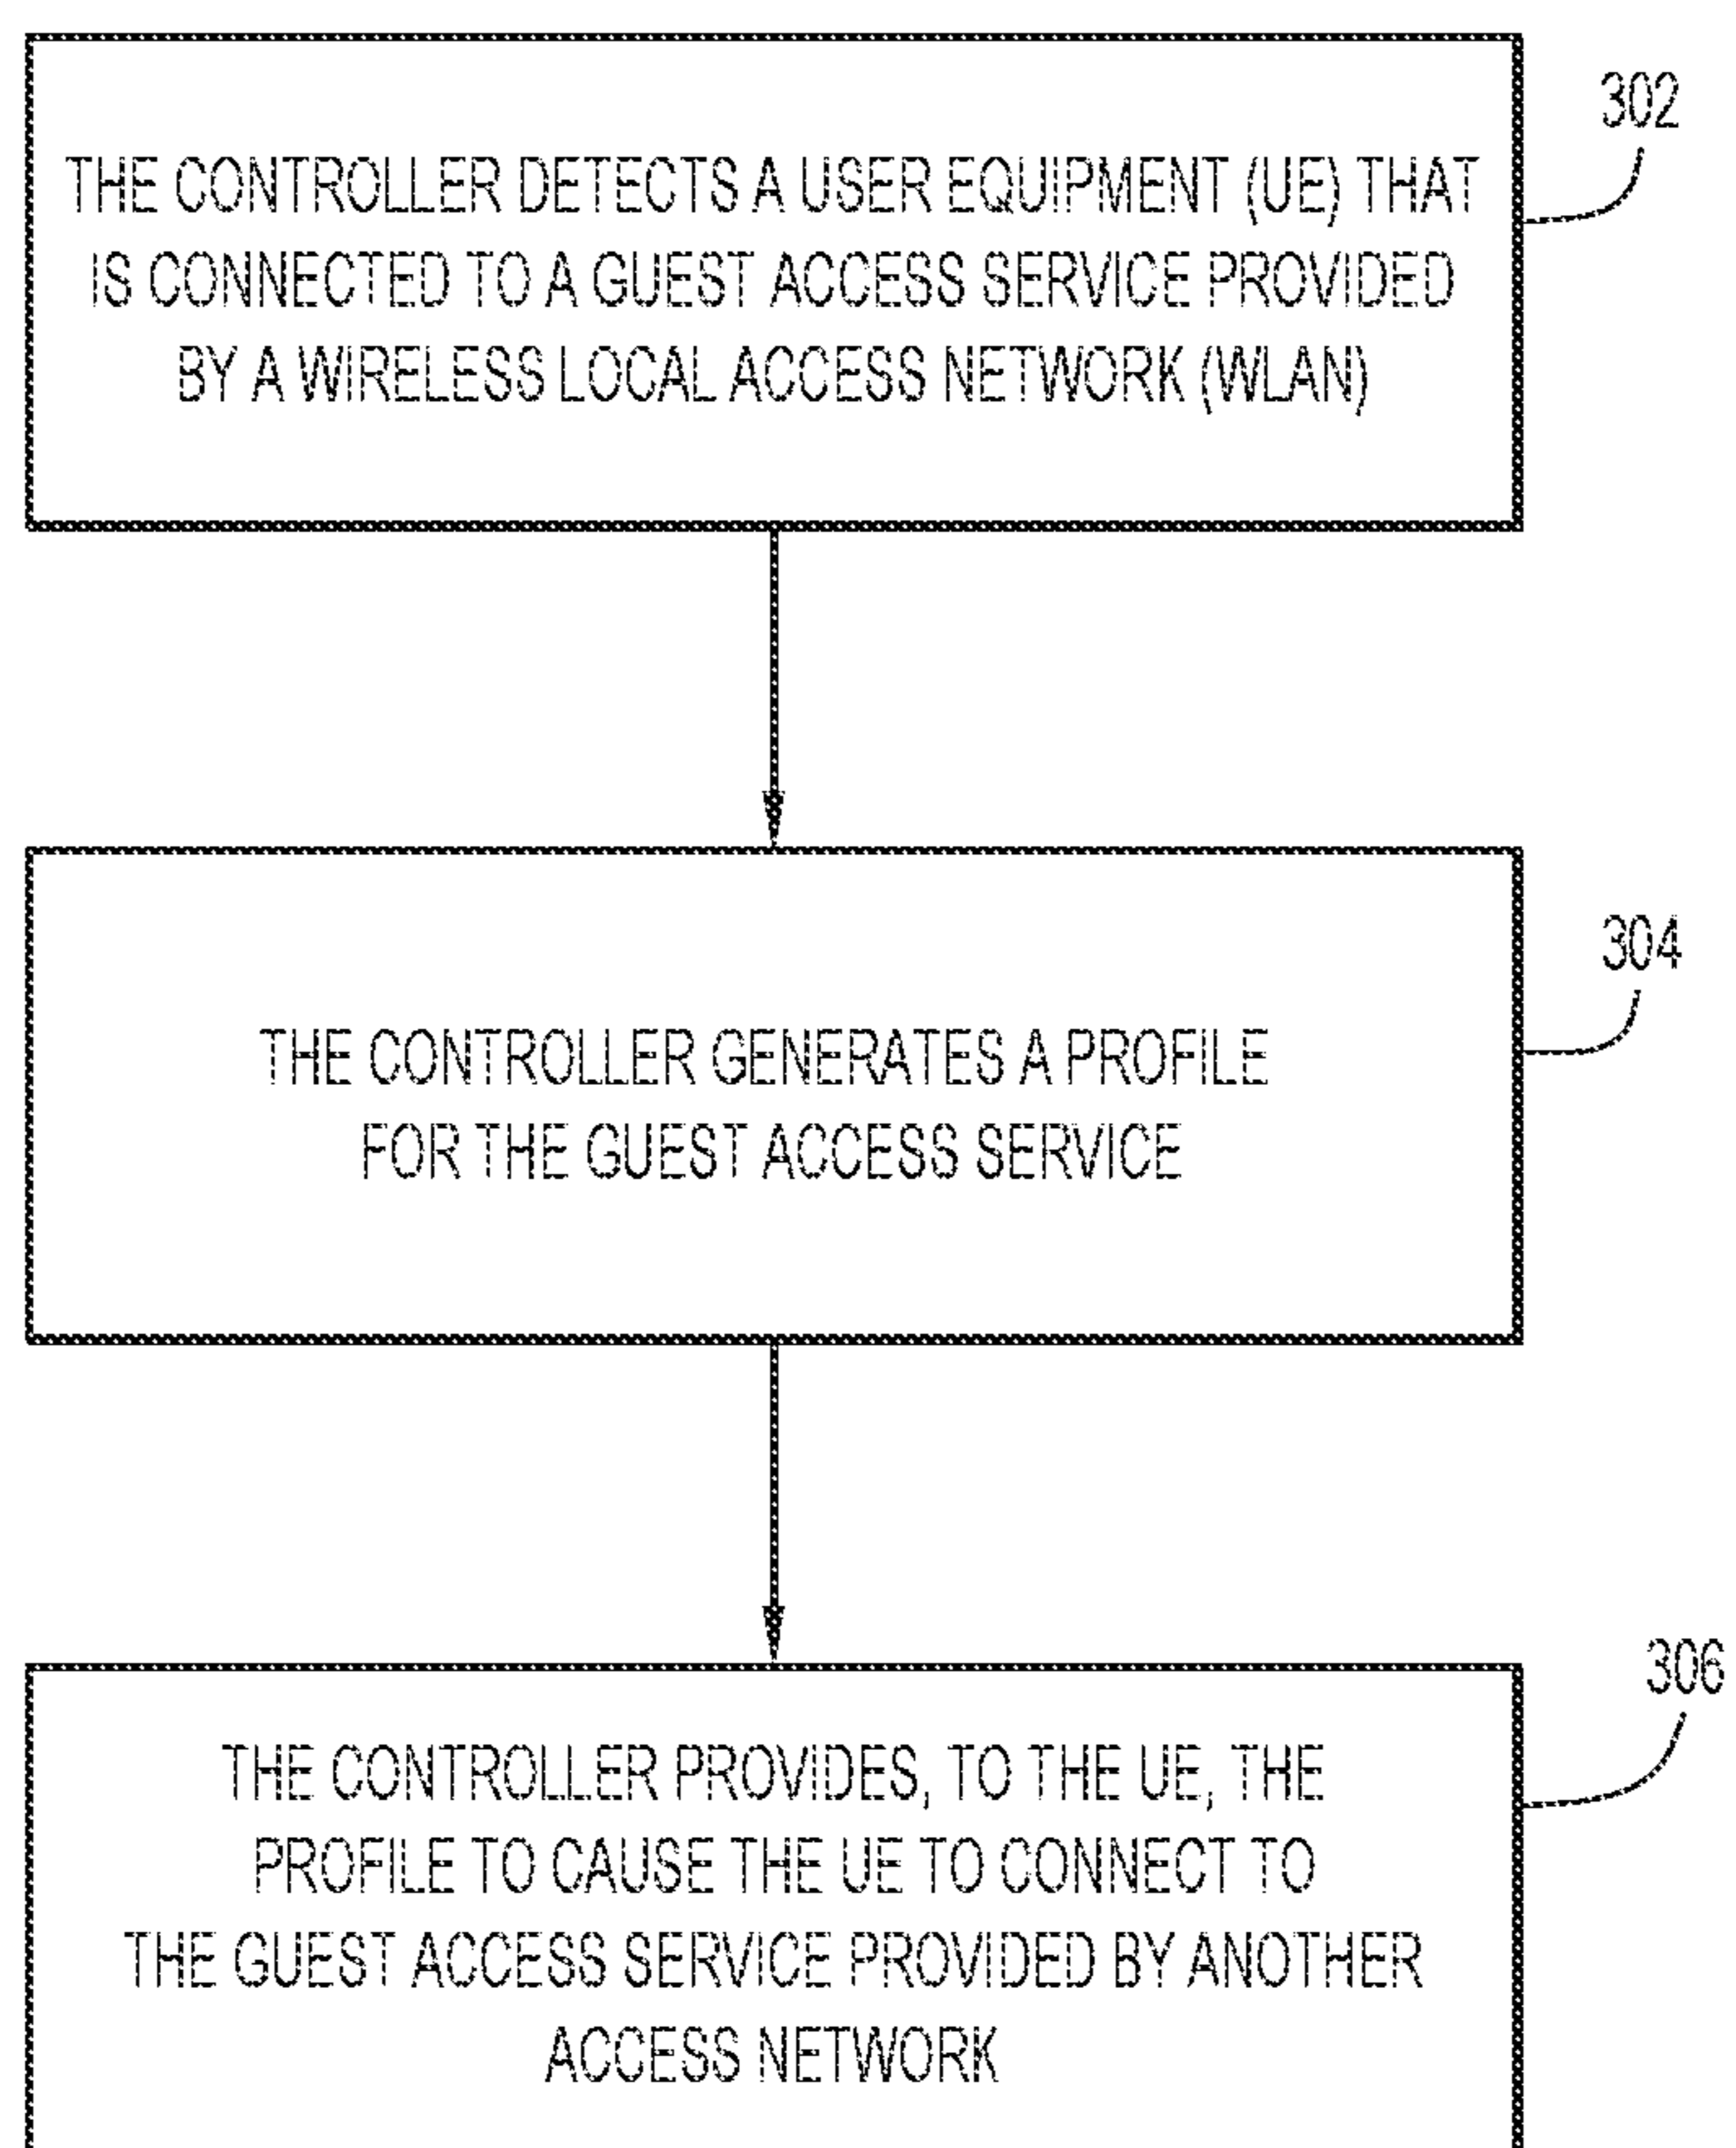 302
THE CONTROLLER DETECTS A USER EQUIPMENT (UE) THAT
IS CONNECTED TO A GUEST ACCESS SERVICE PROVIDED
BY A WIRELESS LOCAL ACCESS NETWORK (WLAN)
304
THE CONTROLLER GENERATES A PROFILE
FOR THE GUEST ACCESS SERVICE
306
THE CONTROLLER PROVIDES, TO THE UE, THE
PROFILE TO CAUSE THE UE TO CONNECT TO
THE GUEST ACCESS SERVICE PROVIDED BY ANOTHER
ACCESS NETWORK